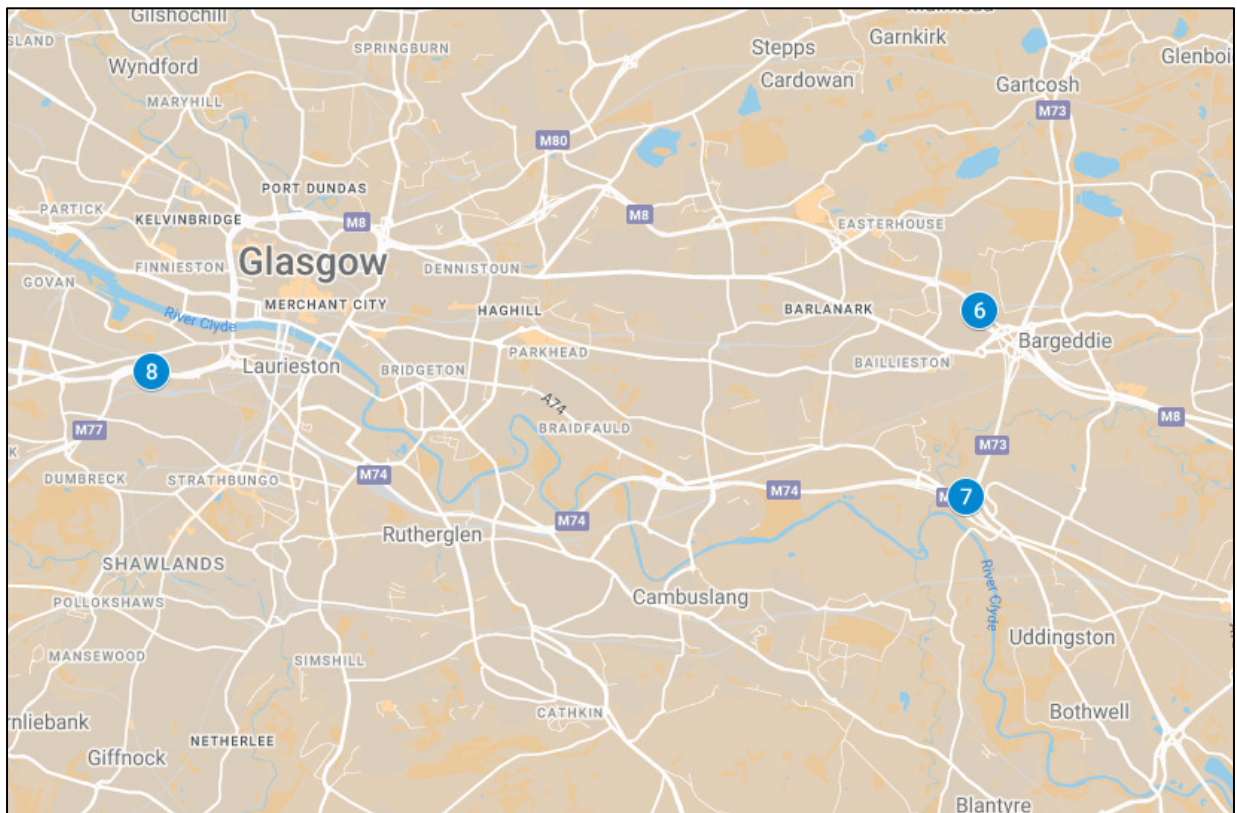 Gilshochill
Muirhead
SLAND
SPRINGBURN
Stepps
Garnkirk
Wyndford
Cardowan
Gartcosh
Glenboi
MARYHILL
M73
M80
PORT DUNDAS
PARTICK
KELVINBRIDGE
M8
M8
EASTERHOUSE
Glasgow
FINNIESTON
DENNISTOUN
GOVAN
MERCHANT CITY
HAGHILL
BARLANARK
6
River Clyde
Bargeddie
PARKHEAD
BAILLIESTON
8
Laurieston
BRIDGETON
A74
M8
M77
BRAIDFAULD
M73
K
DUMBRECK
STRATHBUNGO
M74
M74
M
7
M74
Rutherglen
SHAWLANDS
River Clyde
POLLOKSHAWS
Cambuslang
Uddingston
MANSEWOOD
SIMSHILL
CATHKIN
Bothwell
rnliebank
NETHERLEE
Giffnock
Blantyre